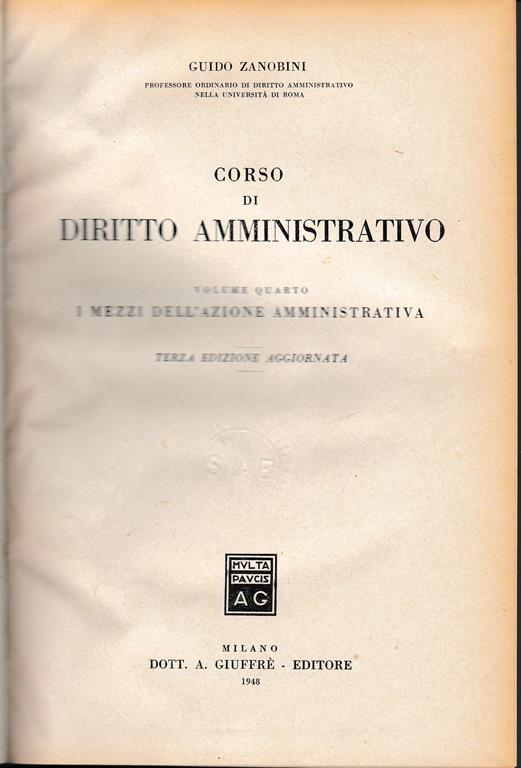 GUIDO ZANOBINI
PROFESSORE ORDINARIO DI DIRITTO AMMINISTRATIVO
NELLA UNIVERSITÀ DI ROMA
CORSO
DI
DIRITTO AMMINISTRATIVO
VOLUME QUARTO
I MEZZI DELL'AZIONE AMMINISTRATIVA
TERZA EDIZIONE AGGIORNATA
SAE
MVLTA
PAVCIS
AG
MILANO
DOTT. A. GIUFFRÈ - EDITORE
1948